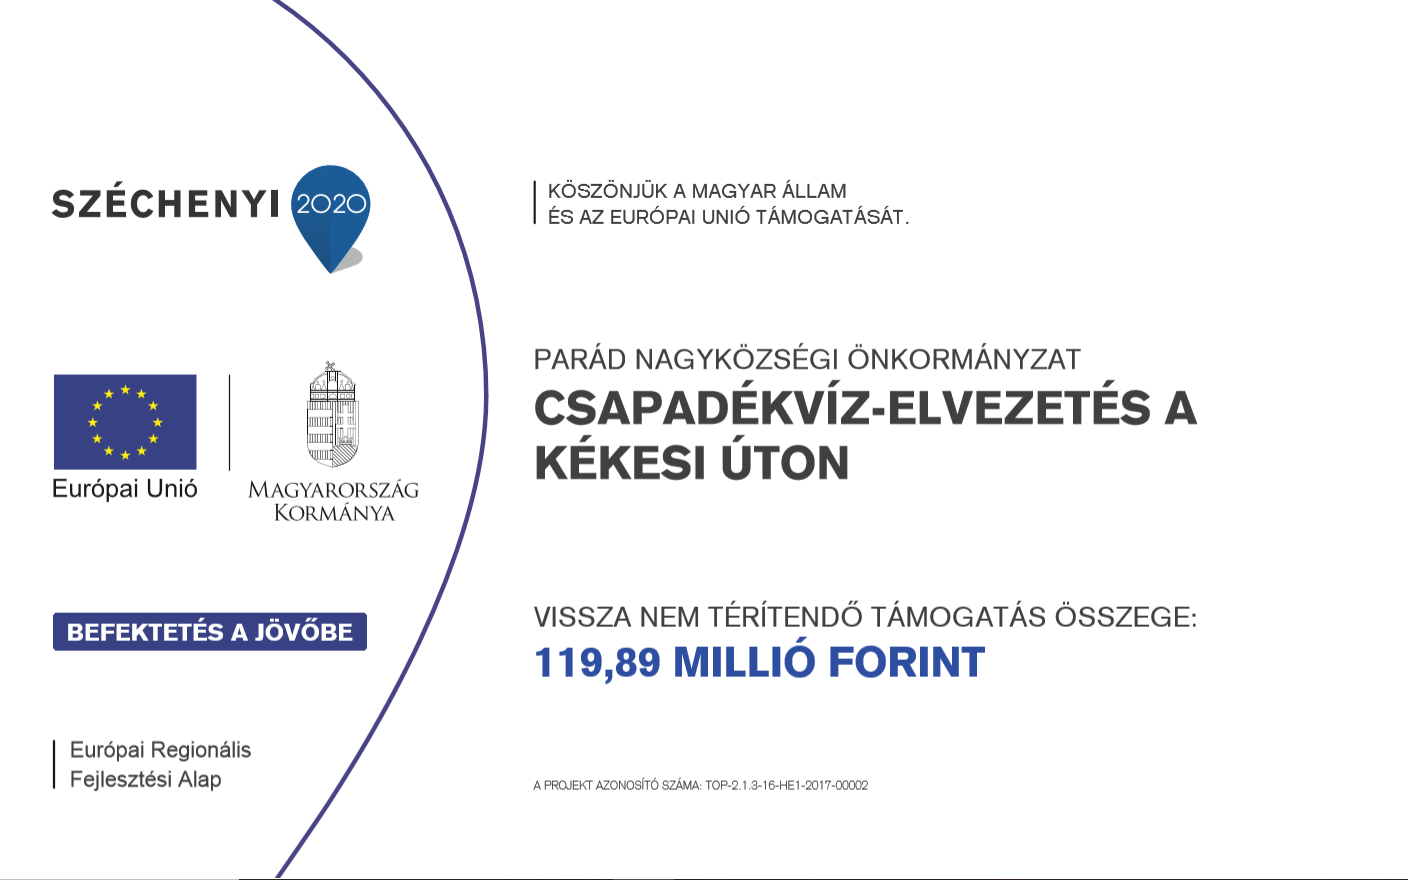 SZÉCHENYI 2020
Európai Unió
MAGYARORSZÁG
KORMÁNYA
BEFEKTETÉS A JÖVŐBE
Európai Regionális
Fejlesztési Alap
KÖSZÖNJÜK A MAGYAR ÁLLAM
ÉS AZ EURÓPAI UNIÓ TÁMOGATÁSÁT.
PARÁD NAGYKÖZSÉGI ÖNKORMÁNYZAT
CSAPADÉKVÍZ-ELVEZETÉS A
KÉKESI ÚTON
VISSZA NEM TÉRÍTENDŐ TÁMOGATÁS ÖSSZEGE:
119,89 MILLIÓ FORINT
A PROJEKT AZONOSÍTÓ SZÁMA: TOP-2.1.3-16-HE1-2017-00002